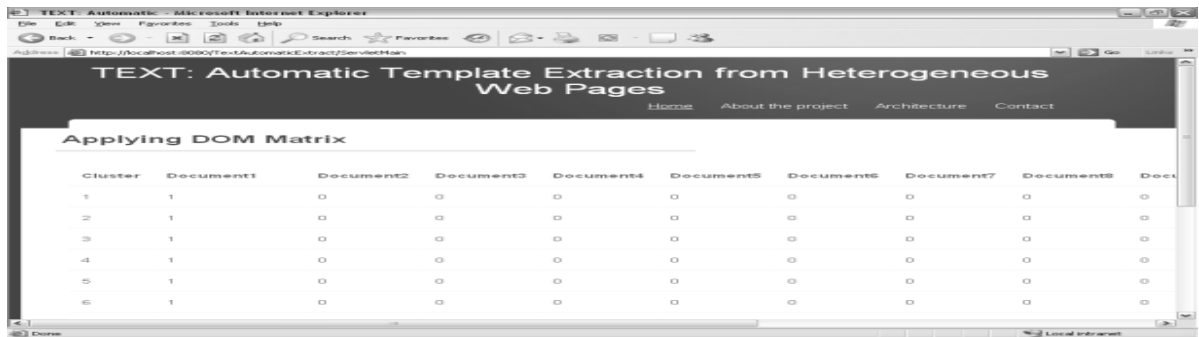 TEXT: Automatic - Microsoft Internet Explorer
File Edit View Favorites Tools Help
Back Search Favorites
Address http://localhost:8080/TextAutomaticExtract/ServletMain Go Links
TEXT: Automatic Template Extraction from Heterogeneous
Web Pages
Home About the project Architecture Contact
Applying DOM Matrix
Cluster Document1 Document2 Document3 Document4 Document5 Document6 Document7 Document8 Docu
1 1 0 0 0 0 0 0 0 0
2 1 0 0 0 0 0 0 0 0
3 1 0 0 0 0 0 0 0 0
4 1 0 0 0 0 0 0 0 0
5 1 0 0 0 0 0 0 0 0
6 1 0 0 0 0 0 0 0 0
Done Local intranet